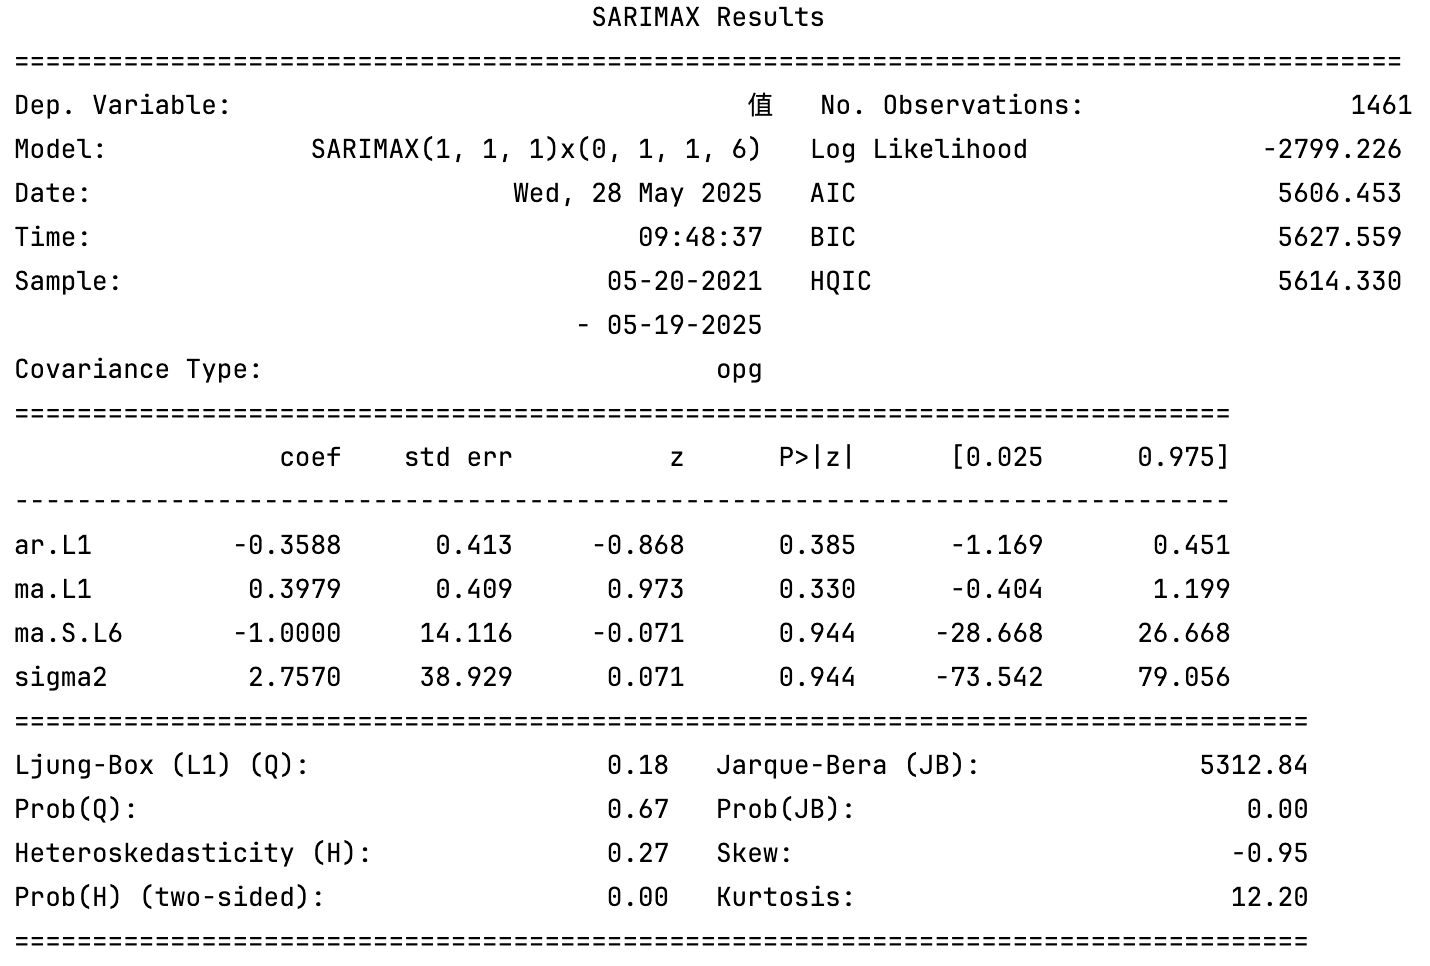 SARIMAX Results
=========================================================================================
Dep. Variable: 值 No. Observations: 1461
Model: SARIMAX(1, 1, 1)x(0, 1, 1, 6) Log Likelihood -2799.226
Date: Wed, 28 May 2025 AIC 5606.453
Time: 09:48:37 BIC 5627.559
Sample: 05-20-2021 HQIC 5614.330
- 05-19-2025
Covariance Type: opg
==============================================================================
coef std err z P>|z| [0.025 0.975]
------------------------------------------------------------------------------
ar.L1 -0.3588 0.413 -0.868 0.385 -1.169 0.451
ma.L1 0.3979 0.409 0.973 0.330 -0.404 1.199
ma.S.L6 -1.0000 14.116 -0.071 0.944 -28.668 26.668
sigma2 2.7570 38.929 0.071 0.944 -73.542 79.056
===================================================================================
Ljung-Box (L1) (Q): 0.18 Jarque-Bera (JB): 5312.84
Prob(Q): 0.67 Prob(JB): 0.00
Heteroskedasticity (H): 0.27 Skew: -0.95
Prob(H) (two-sided): 0.00 Kurtosis: 12.20
===================================================================================